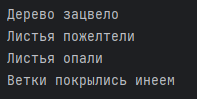 Дерево зацвело
Листья пожелтели
Листья опали
Ветки покрылись инеем